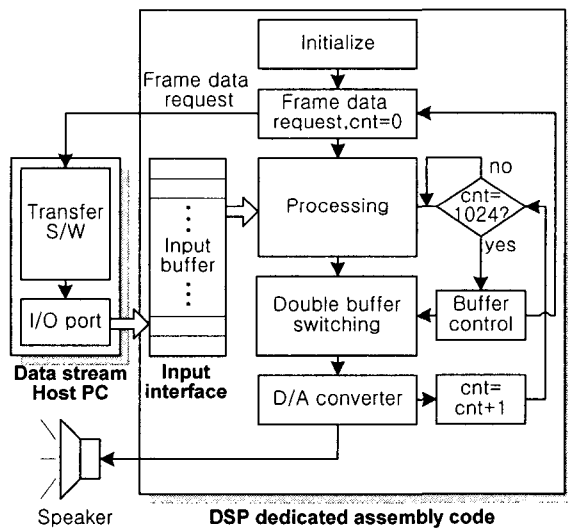 Initialize
Frame data
request
Frame data
request,cnt=0
Transfer
S/W
I/O port
Data stream
Host PC
Input
buffer
Input
interface
Processing
no
cnt=
1024?
yes
Double buffer
switching
Buffer
control
D/A converter
cnt=
cnt+1
Speaker
DSP dedicated assembly code